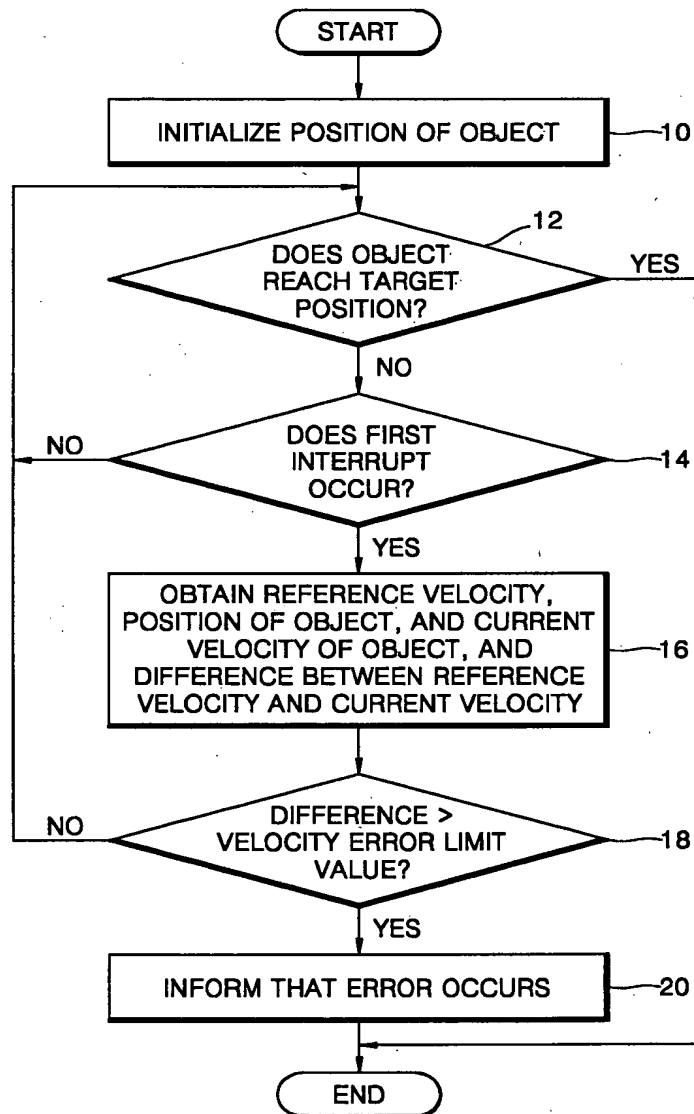 START
INITIALIZE POSITION OF OBJECT
10
12
DOES OBJECT
REACH TARGET
POSITION?
YES
NO
DOES FIRST
INTERRUPT
OCCUR?
NO
14
YES
OBTAIN REFERENCE VELOCITY,
POSITION OF OBJECT, AND CURRENT
VELOCITY OF OBJECT, AND
DIFFERENCE BETWEEN REFERENCE
VELOCITY AND CURRENT VELOCITY
16
DIFFERENCE >
VELOCITY ERROR LIMIT
VALUE?
NO
18
YES
INFORM THAT ERROR OCCURS
20
END